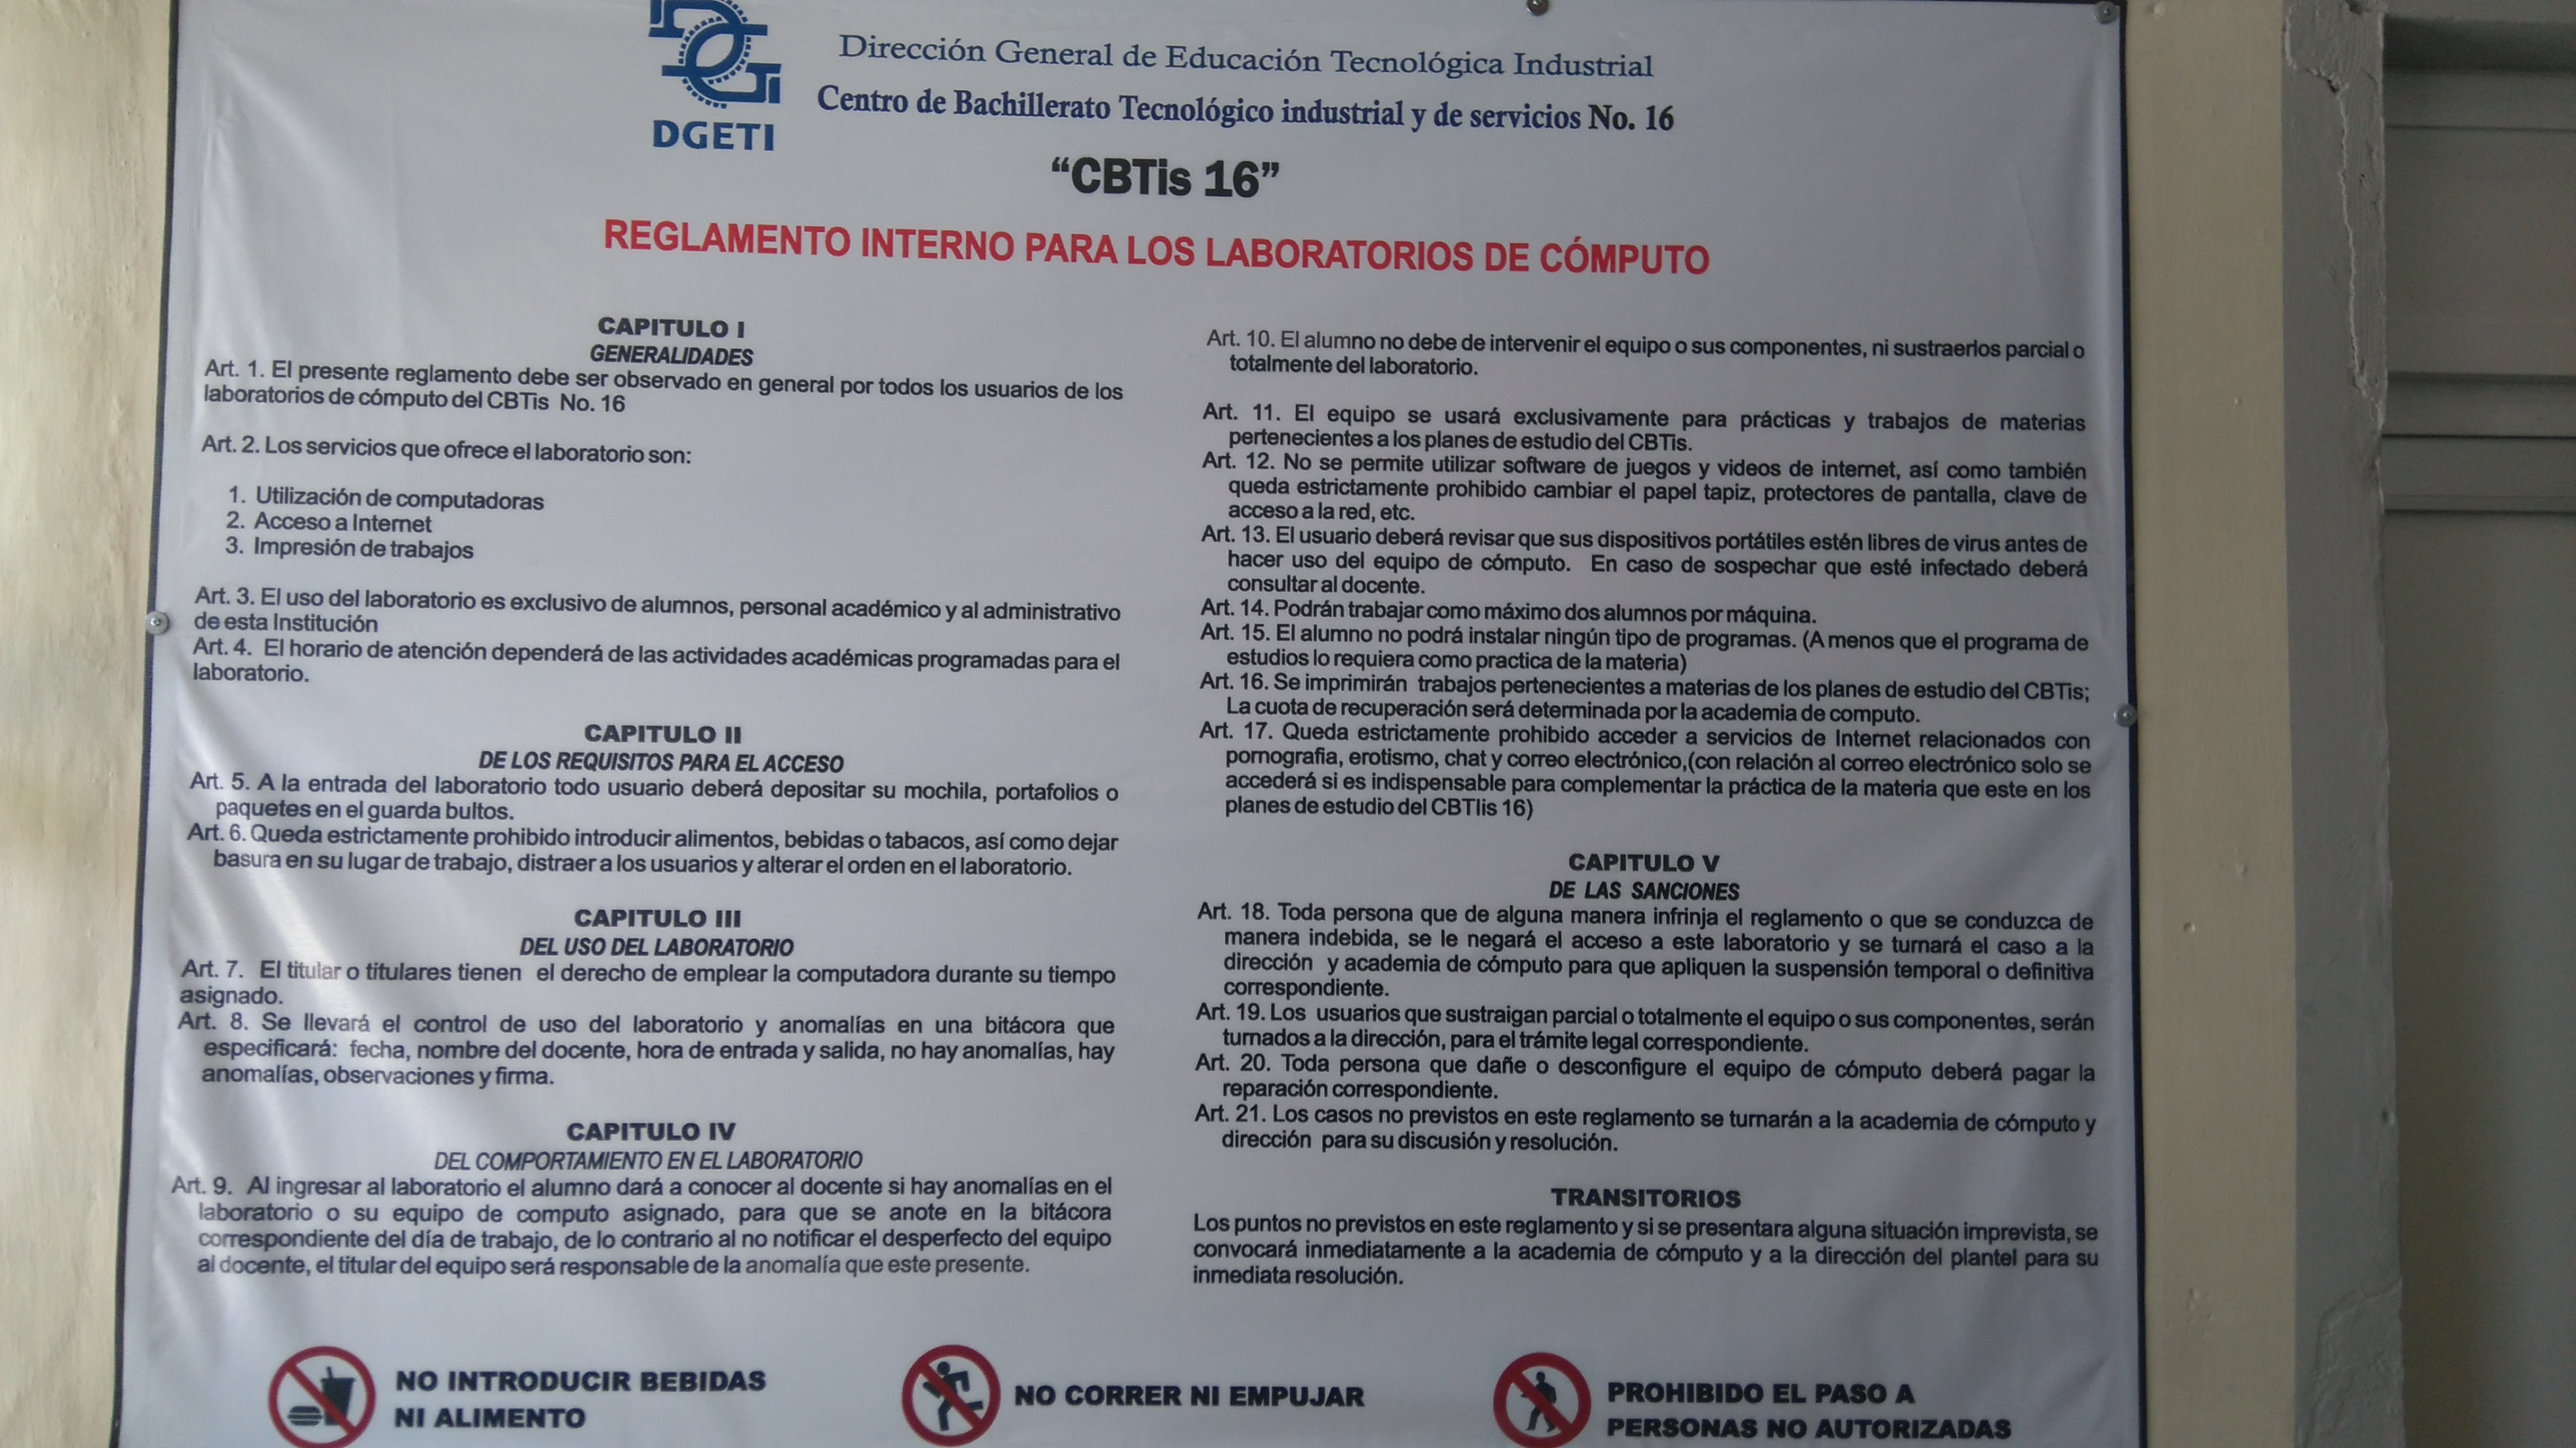 DGETI
Dirección General de Educación Tecnológica Industrial
Centro de Bachillerato Tecnológico industrial y de servicios No. 16
“CBTis 16”
REGLAMENTO INTERNO PARA LOS LABORATORIOS DE CÓMPUTO
CAPITULO I
GENERALIDADES
Art. 1. El presente reglamento debe ser observado en general por todos los usuarios de los
laboratorios de cómputo del CBTis No. 16
Art. 2. Los servicios que ofrece el laboratorio son:
1. Utilización de computadoras
2. Acceso a Internet
3. Impresión de trabajos
Art. 3. El uso del laboratorio es exclusivo de alumnos, personal académico y al administrativo
de esta Institución
Art. 4. El horario de atención dependerá de las actividades académicas programadas para el
laboratorio.
CAPITULO II
DE LOS REQUISITOS PARA EL ACCESO
Art. 5. A la entrada del laboratorio todo usuario deberá depositar su mochila, portafolios o
paquetes en el guarda bultos.
Art. 6. Queda estrictamente prohibido introducir alimentos, bebidas o tabacos, así como dejar
basura en su lugar de trabajo, distraer a los usuarios y alterar el orden en el laboratorio.
CAPITULO III
DEL USO DEL LABORATORIO
Art. 7. El titular o titulares tienen el derecho de emplear la computadora durante su tiempo
asignado.
Art. 8. Se llevará el control de uso del laboratorio y anomalías en una bitácora que
especificará: fecha, nombre del docente, hora de entrada y salida, no hay anomalías, hay
anomalías, observaciones y firma.
CAPITULO IV
DEL COMPORTAMIENTO EN EL LABORATORIO
Art. 9. Al ingresar al laboratorio el alumno dará a conocer al docente si hay anomalías en el
laboratorio o su equipo de computo asignado, para que se anote en la bitácora
correspondiente del día de trabajo, de lo contrario al no notificar el desperfecto del equipo
al docente, el titular del equipo será responsable de la anomalía que este presente.
Art. 10. El alumno no debe de intervenir el equipo o sus componentes, ni sustraerlos parcial o
totalmente del laboratorio.
Art. 11. El equipo se usará exclusivamente para prácticas y trabajos de materias
pertenecientes a los planes de estudio del CBTis.
Art. 12. No se permite utilizar software de juegos y videos de internet, así como también
queda estrictamente prohibido cambiar el papel tapiz, protectores de pantalla, clave de
acceso a la red, etc.
Art. 13. El usuario deberá revisar que sus dispositivos portátiles estén libres de virus antes de
hacer uso del equipo de cómputo. En caso de sospechar que esté infectado deberá
consultar al docente.
Art. 14. Podrán trabajar como máximo dos alumnos por máquina.
Art. 15. El alumno no podrá instalar ningún tipo de programas. (A menos que el programa de
estudios lo requiera como practica de la materia)
Art. 16. Se imprimirán trabajos pertenecientes a materias de los planes de estudio del CBTis;
La cuota de recuperación será determinada por la academia de computo.
Art. 17. Queda estrictamente prohibido acceder a servicios de Internet relacionados con
pornografia, erotismo, chat y correo electrónico,(con relación al correo electrónico solo se
accederá si es indispensable para complementar la práctica de la materia que este en los
planes de estudio del CBTIis 16)
CAPITULO V
DE LAS SANCIONES
Art. 18. Toda persona que de alguna manera infrinja el reglamento o que se conduzca de
manera indebida, se le negará el acceso a este laboratorio y se turnará el caso a la
dirección y academia de cómputo para que apliquen la suspensión temporal o definitiva
correspondiente.
Art. 19. Los usuarios que sustraigan parcial o totalmente el equipo o sus componentes, serán
turnados a la dirección, para el trámite legal correspondiente.
Art. 20. Toda persona que dañe o desconfigure el equipo de cómputo deberá pagar la
reparación correspondiente.
Art. 21. Los casos no previstos en este reglamento se turnarán a la academia de cómputo y
dirección para su discusión y resolución.
TRANSITORIOS
Los puntos no previstos en este reglamento y si se presentara alguna situación imprevista, se
convocará inmediatamente a la academia de cómputo y a la dirección del plantel para su
inmediata resolución.
NO INTRODUCIR BEBIDAS
NI ALIMENTO
NO CORRER NI EMPUJAR
PROHIBIDO EL PASO A
PERSONAS NO AUTORIZADAS